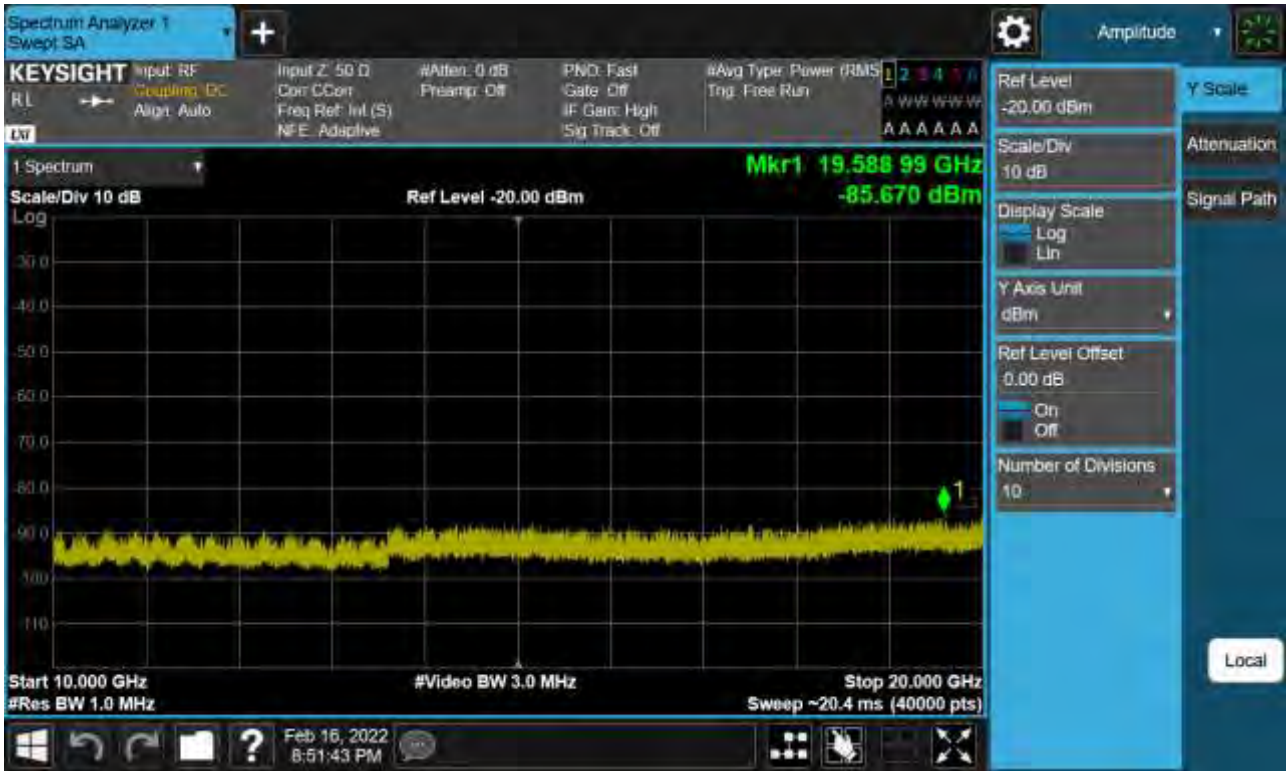 Spectrum Analyzer 1
Swept SA
+
Amplitude
KEYSIGHT
RL
Input: RF
Coupling: DC
Align: Auto
Input Z: 50 Ω
Corr CCorr
Freq Ref: Int (S)
NFE: Adaptive
#Atten: 0 dB
Preamp: Off
PNO: Fast
Gate: Off
IF Gain: High
Sig Track: Off
#Avg Type: Power (RMS
Trig: Free Run
1 2 3 4 5 6
A W W W W W
A A A A A A
1 Spectrum
Scale/Div 10 dB
Ref Level -20.00 dBm
Mkr1 19.588 99 GHz
-85.670 dBm
Log
-30.0
-40.0
-50.0
-60.0
-70.0
-80.0
-90.0
-100
-110
1
Start 10.000 GHz
#Res BW 1.0 MHz
#Video BW 3.0 MHz
Stop 20.000 GHz
Sweep ~20.4 ms (40000 pts)
Ref Level
-20.00 dBm
Scale/Div
10 dB
Display Scale
Log
Lin
Y Axis Unit
dBm
Ref Level Offset
0.00 dB
On
Off
Number of Divisions
10
Y Scale
Attenuation
Signal Path
Local
?
Feb 16, 2022
8:51:43 PM